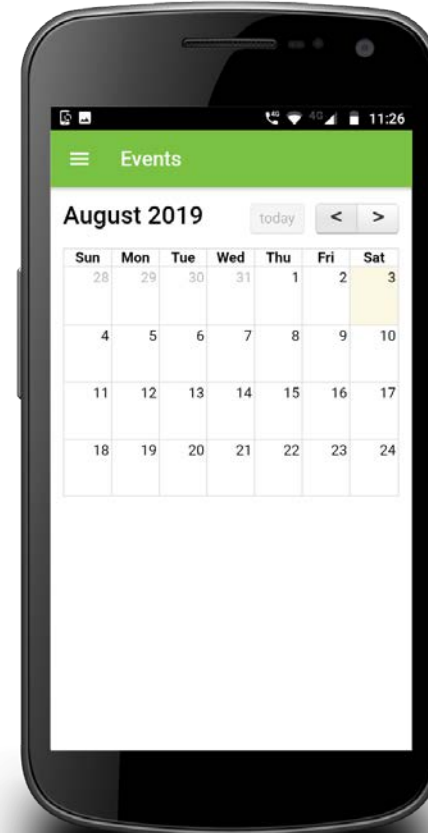 4G 4G 11:26
Events
August 2019 today < >
Sun Mon Tue Wed Thu Fri Sat
28 29 30 31 1 2 3
4 5 6 7 8 9 10
11 12 13 14 15 16 17
18 19 20 21 22 23 24